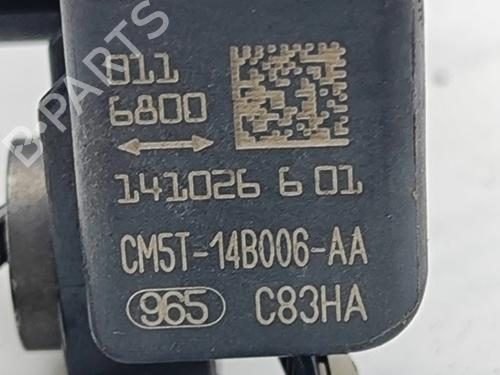 011
6800
141026 6 01
CM5T-14B006-AA
965 C83HA
B-PARTS